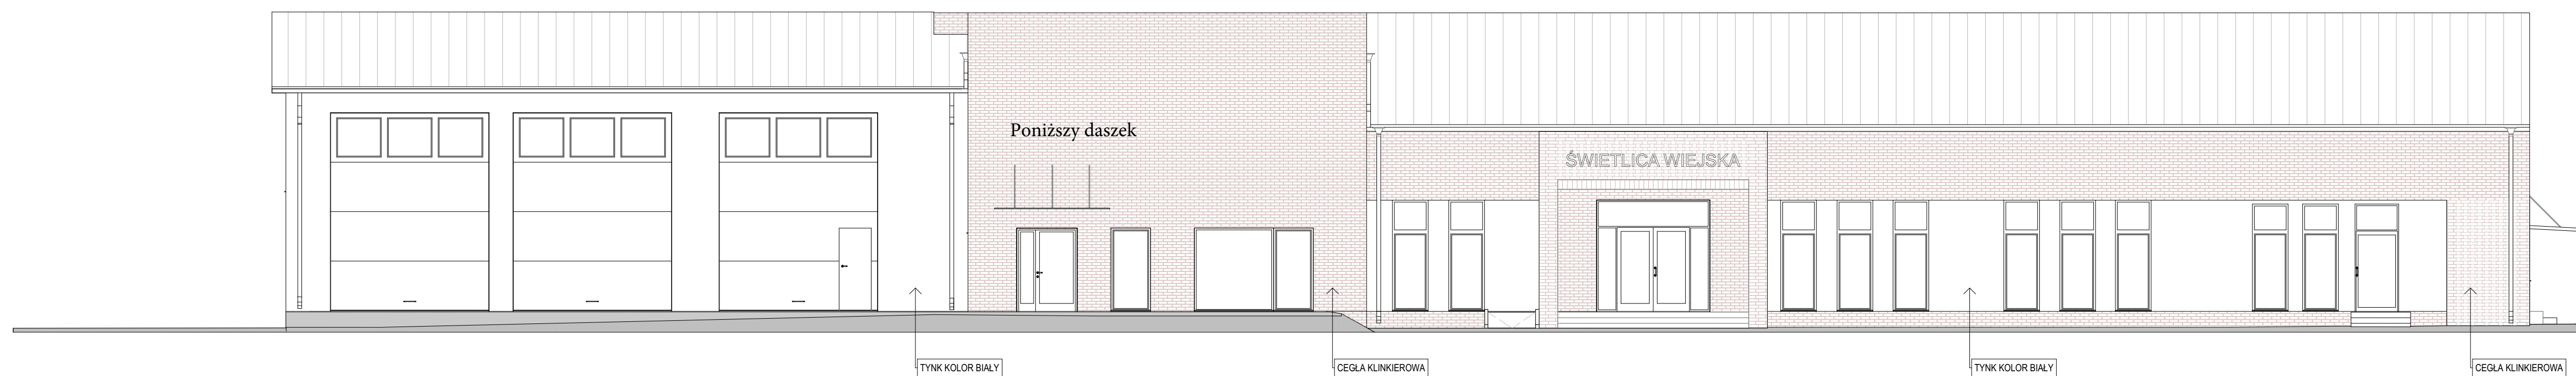 Poniższy daszek
ŚWIETLICA WIEJSKA
TYNK KOLOR BIAŁY
CEGŁA KLINKIEROWA
TYNK KOLOR BIAŁY
CEGŁA KLINKIEROWA